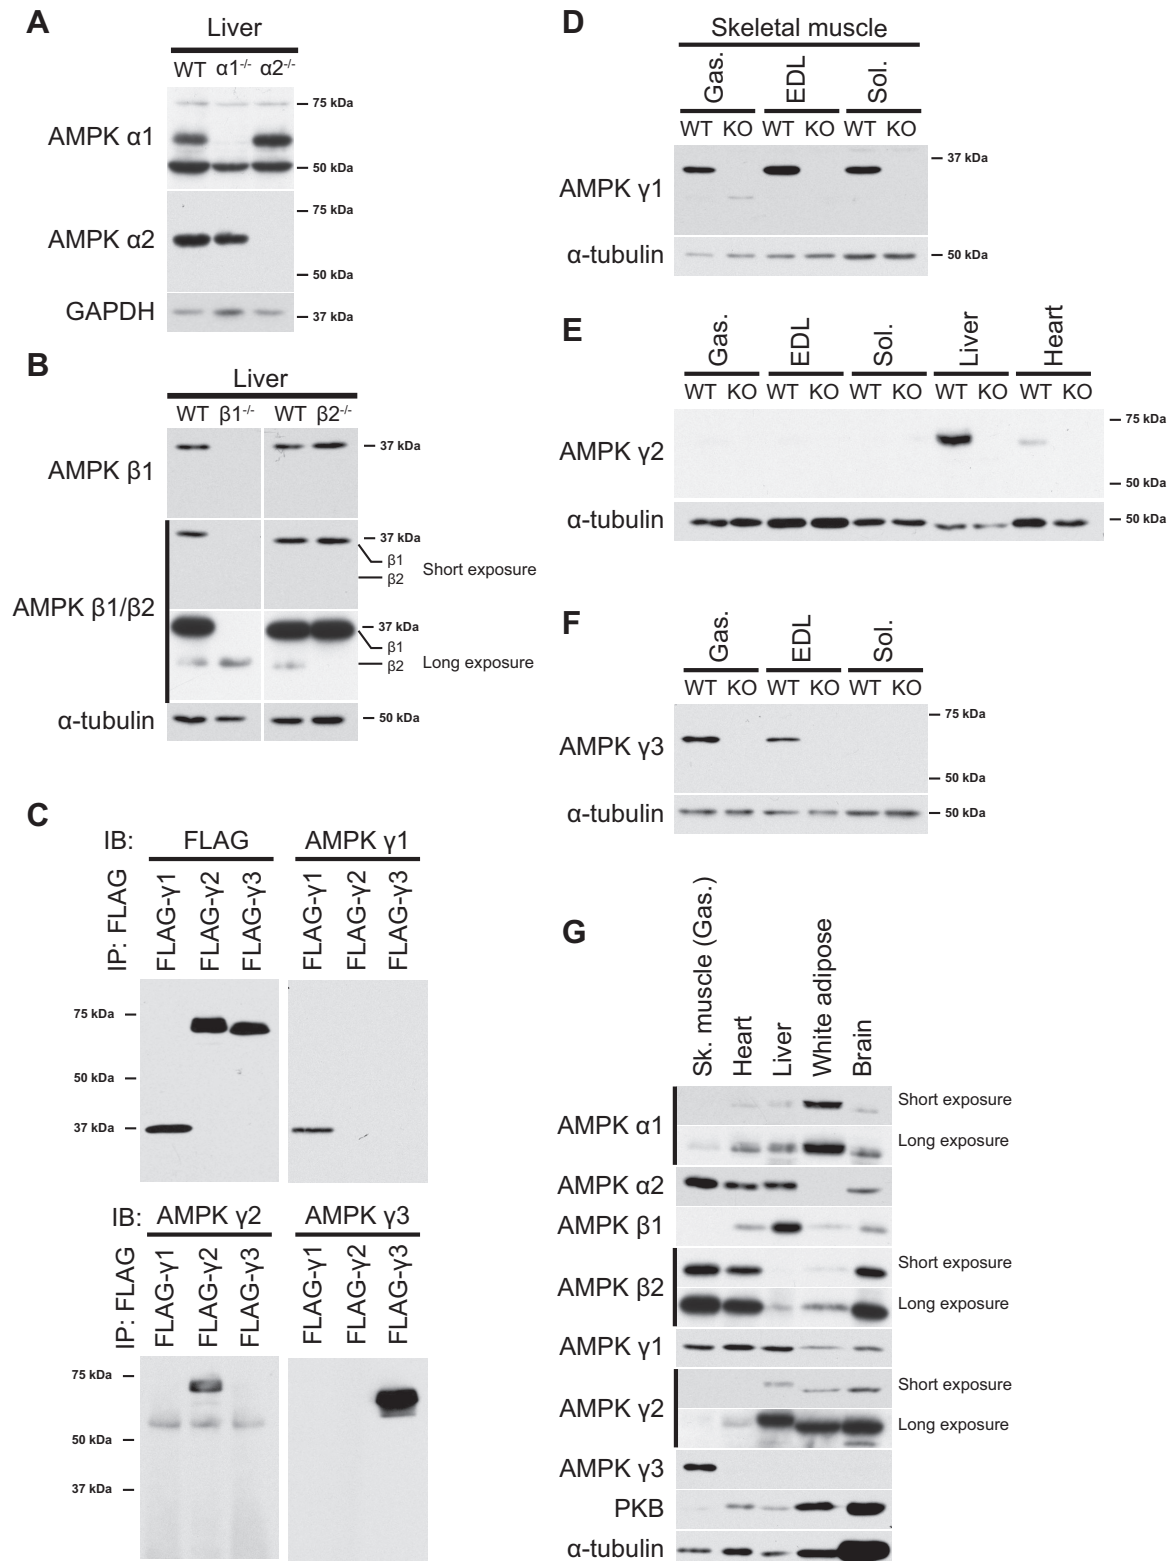 A
Liver
WT α1-/- α2-/-
AMPK α1
75 kDa
50 kDa
AMPK α2
75 kDa
50 kDa
GAPDH
37 kDa
B
Liver
WT β1-/- WT β2-/-
AMPK β1
37 kDa
AMPK β1/β2
37 kDa
β1
β2
Short exposure
37 kDa
β1
β2
Long exposure
α-tubulin
50 kDa
C
IB: FLAG AMPK γ1
IP: FLAG
FLAG-γ1 FLAG-γ2 FLAG-γ3 FLAG-γ1 FLAG-γ2 FLAG-γ3
75 kDa
50 kDa
37 kDa
IB: AMPK γ2 AMPK γ3
IP: FLAG
FLAG-γ1 FLAG-γ2 FLAG-γ3 FLAG-γ1 FLAG-γ2 FLAG-γ3
75 kDa
50 kDa
37 kDa
D
Skeletal muscle
Gas. EDL Sol.
WT KO WT KO WT KO
AMPK γ1
37 kDa
α-tubulin
50 kDa
E
Gas. EDL Sol. Liver Heart
WT KO WT KO WT KO WT KO WT KO
AMPK γ2
75 kDa
50 kDa
α-tubulin
50 kDa
F
Gas. EDL Sol.
WT KO WT KO WT KO
AMPK γ3
75 kDa
50 kDa
α-tubulin
50 kDa
G
Sk. muscle (Gas.) Heart Liver White adipose Brain
AMPK α1
Short exposure
Long exposure
AMPK α2
AMPK β1
AMPK β2
Short exposure
Long exposure
AMPK γ1
AMPK γ2
Short exposure
Long exposure
AMPK γ3
PKB
α-tubulin